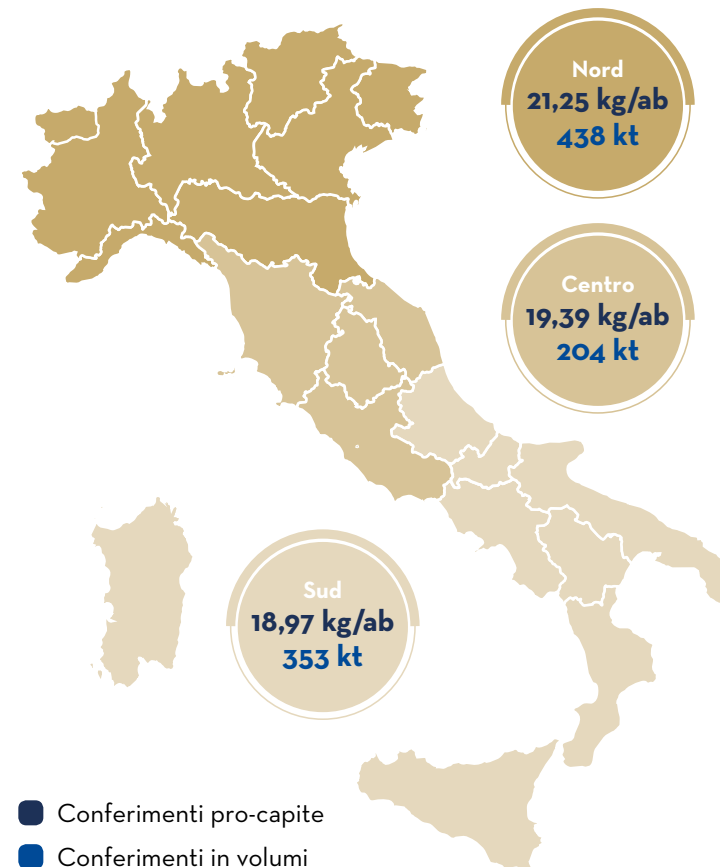 Nord
21,25 kg/ab
438 kt
Centro
19,39 kg/ab
204 kt
Sud
18,97 kg/ab
353 kt
Conferimenti pro-capite
Conferimenti in volumi